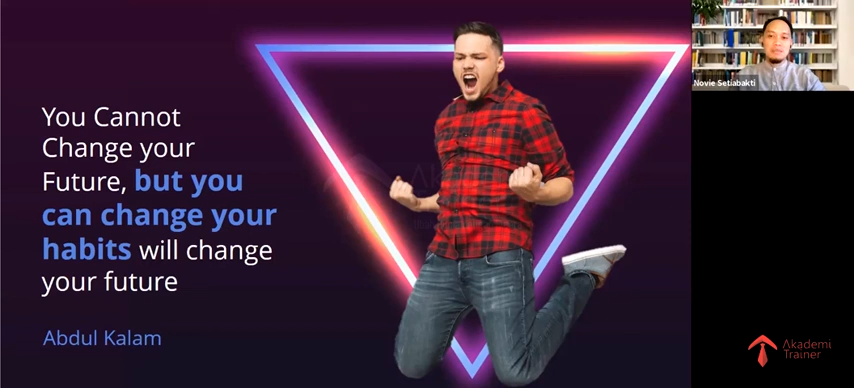 You Cannot
Change your
Future, but you
can change your
habits will change
your future
Abdul Kalam
Novie Setiabakti
Akademi
Trainer